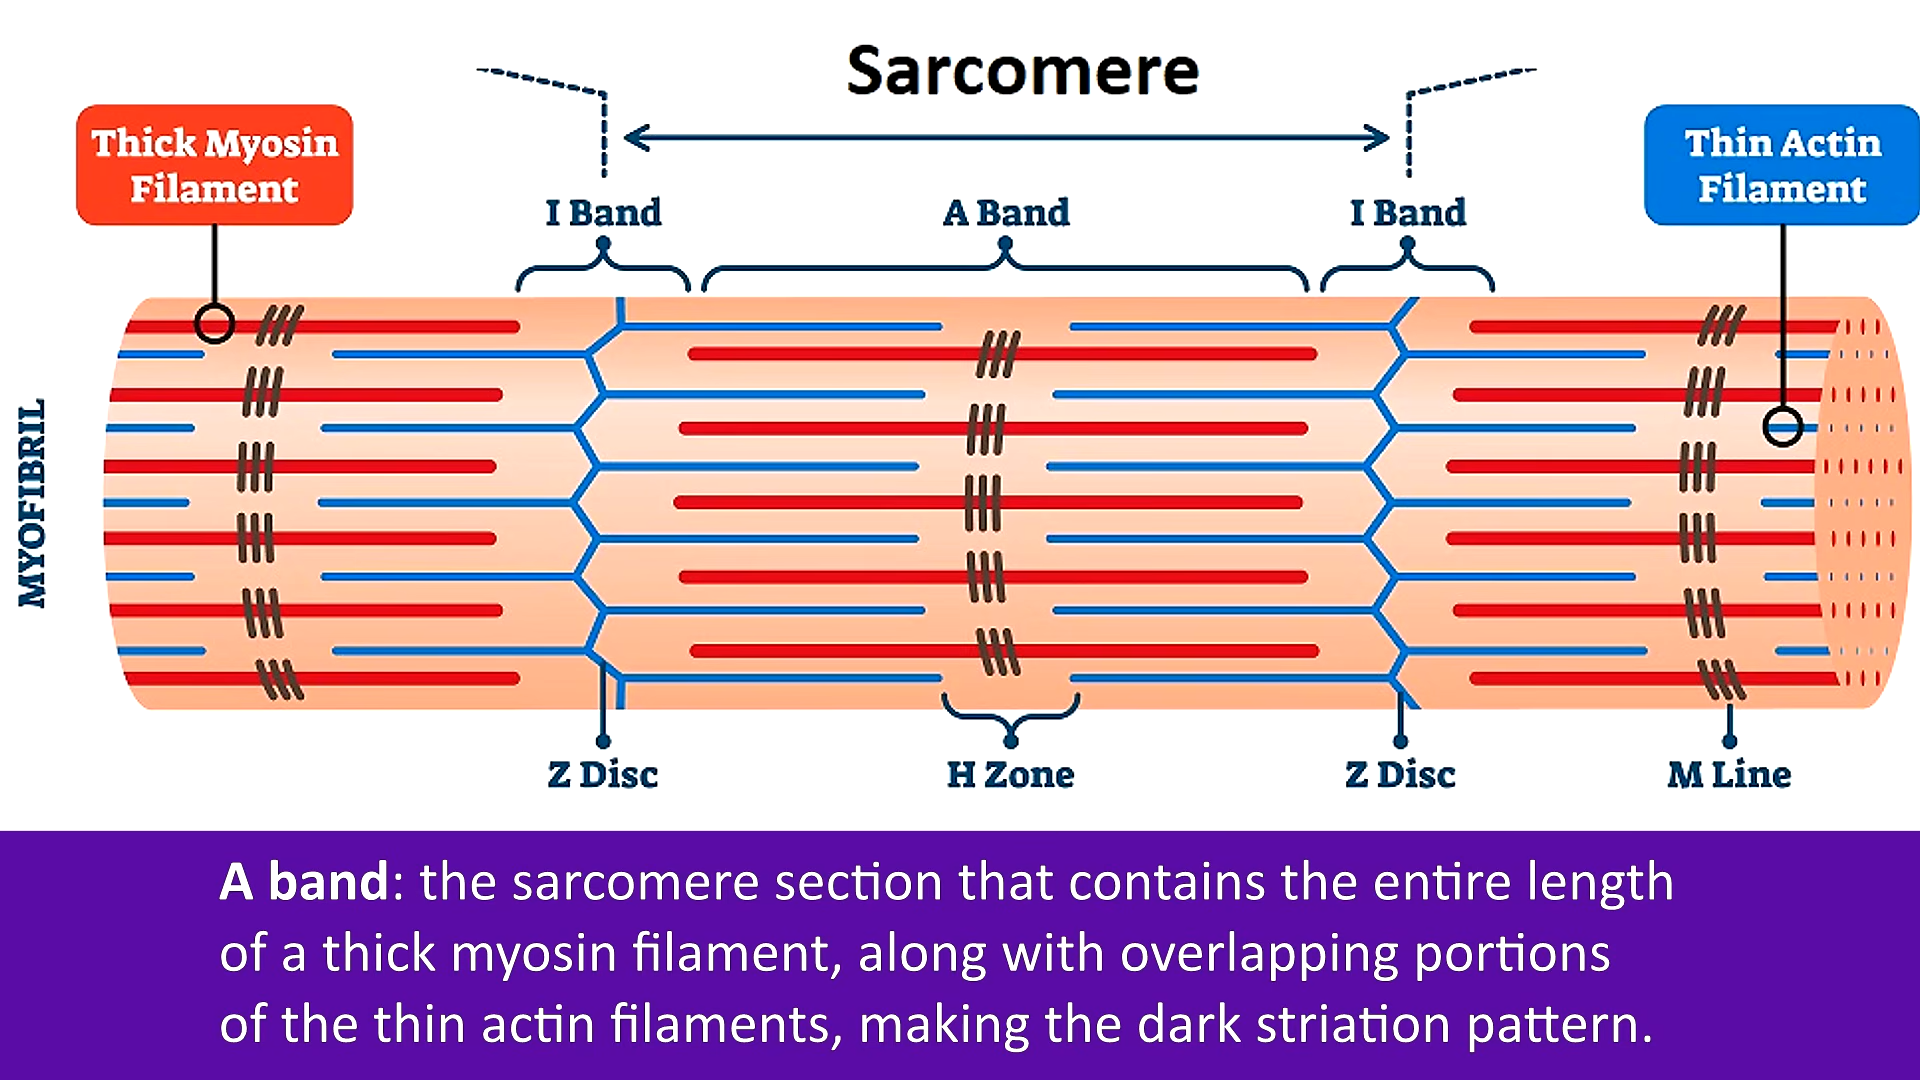 Sarcomere
Thick Myosin
Filament
Thin Actin
Filament
I Band
A Band
I Band
MYOFIBRIL
Z Disc
H Zone
Z Disc
M Line
A band: the sarcomere section that contains the entire length
of a thick myosin filament, along with overlapping portions
of the thin actin filaments, making the dark striation pattern.